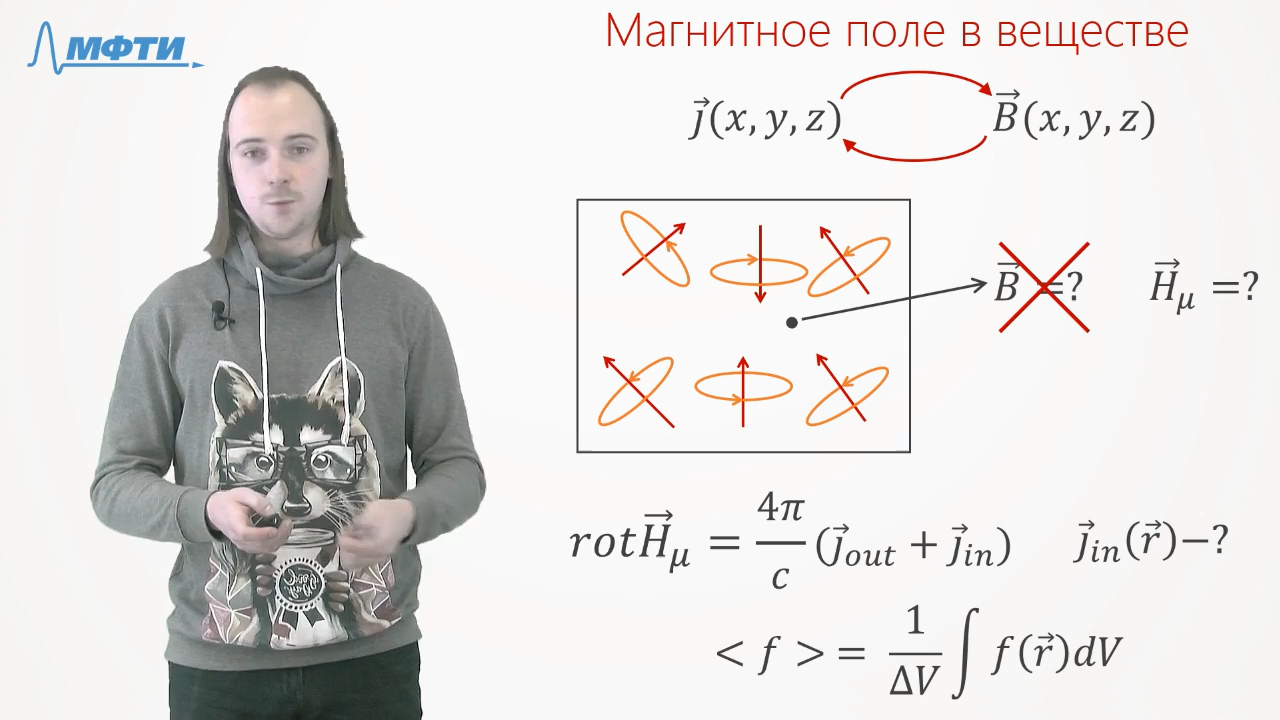 МФТИ
Магнитное поле в веществе
j⃗(x, y, z) B⃗(x, y, z)
B⃗ =? H⃗_μ =?
rotH⃗_μ = 4π/c (j⃗_out + j⃗_in) j⃗_in(r⃗)−?
< f > = 1/ΔV ∫ f(r⃗)dV